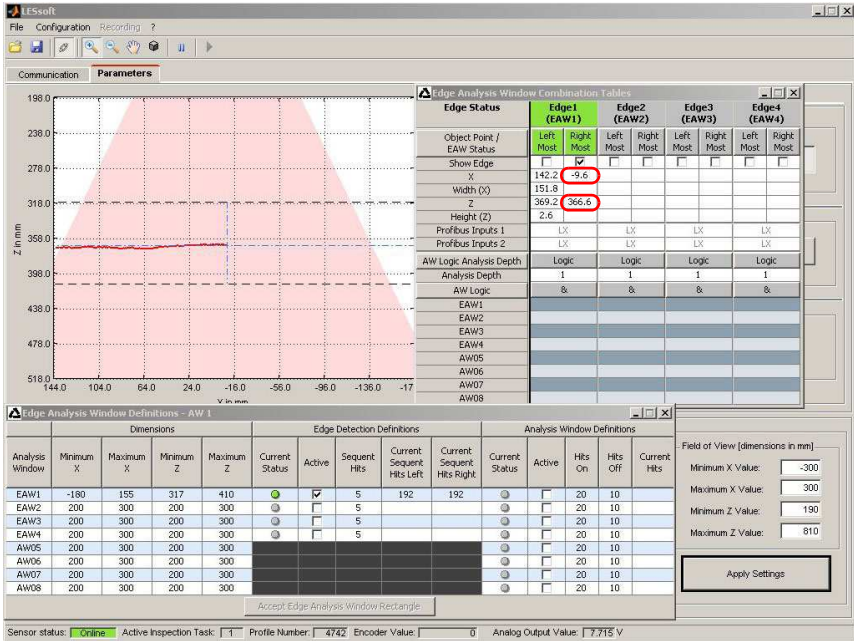 LESsoft
File Configuration Recording ?
Communication Parameters
198.0
238.0
278.0
318.0
358.0
398.0
438.0
478.0
518.0
Z in mm
144.0 104.0 64.0 24.0 -16.0 -56.0 -96.0 -136.0 -17
X in mm
Edge Analysis Window Combination Tables
Edge Status Edge1 (EAW1) Edge2 (EAW2) Edge3 (EAW3) Edge4 (EAW4)
Object Point / EAW Status Left Most Right Most Left Most Right Most Left Most Right Most Left Most Right Most
Show Edge
X 142.2 -9.6
Width (X) 151.8
Z 369.2 366.6
Height (Z) 2.6
Profibus Inputs 1 LX LX LX LX
Profibus Inputs 2 LX LX LX LX
AW Logic Analysis Depth Logic Logic Logic Logic
Analysis Depth 1 1 1 1
AW Logic & & & &
EAW1
EAW2
EAW3
EAW4
AW05
AW06
AW07
AW08
Edge Analysis Window Definitions - AW 1
Dimensions Edge Detection Definitions Analysis Window Definitions
Analysis Window Minimum X Maximum X Minimum Z Maximum Z Current Status Active Sequent Hits Current Sequent Hits Left Current Sequent Hits Right Current Status Active Hits On Hits Off Current Hits
EAW1 -180 155 317 410 5 192 192 20 10
EAW2 200 300 200 300 5 20 10
EAW3 200 300 200 300 5 20 10
EAW4 200 300 200 300 5 20 10
AW05 200 300 200 300 20 10
AW06 200 300 200 300 20 10
AW07 200 300 200 300 20 10
AW08 200 300 200 300 20 10
Accept Edge Analysis Window Rectangle
Field of View [dimensions in mm]
Minimum X Value: -300
Maximum X Value: 300
Minimum Z Value: 190
Maximum Z Value: 810
Apply Settings
Sensor status: Online Active Inspection Task: 1 Profile Number: 4742 Encoder Value: 0 Analog Output Value: 7.715 V